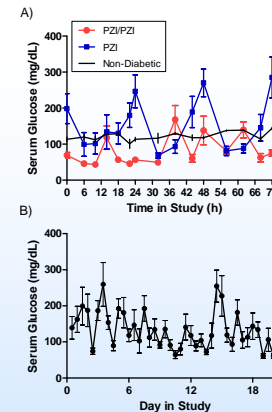 A)
PZI/PZI
PZI
Non-Diabetic
Serum Glucose (mg/dL)
400
300
200
100
0
0 6 12 18 24 30 36 42 48 54 60 66 7
Time in Study (h)
B)
Serum Glucose (mg/dL)
400
300
200
100
0
0 6 12 18
Day in Study